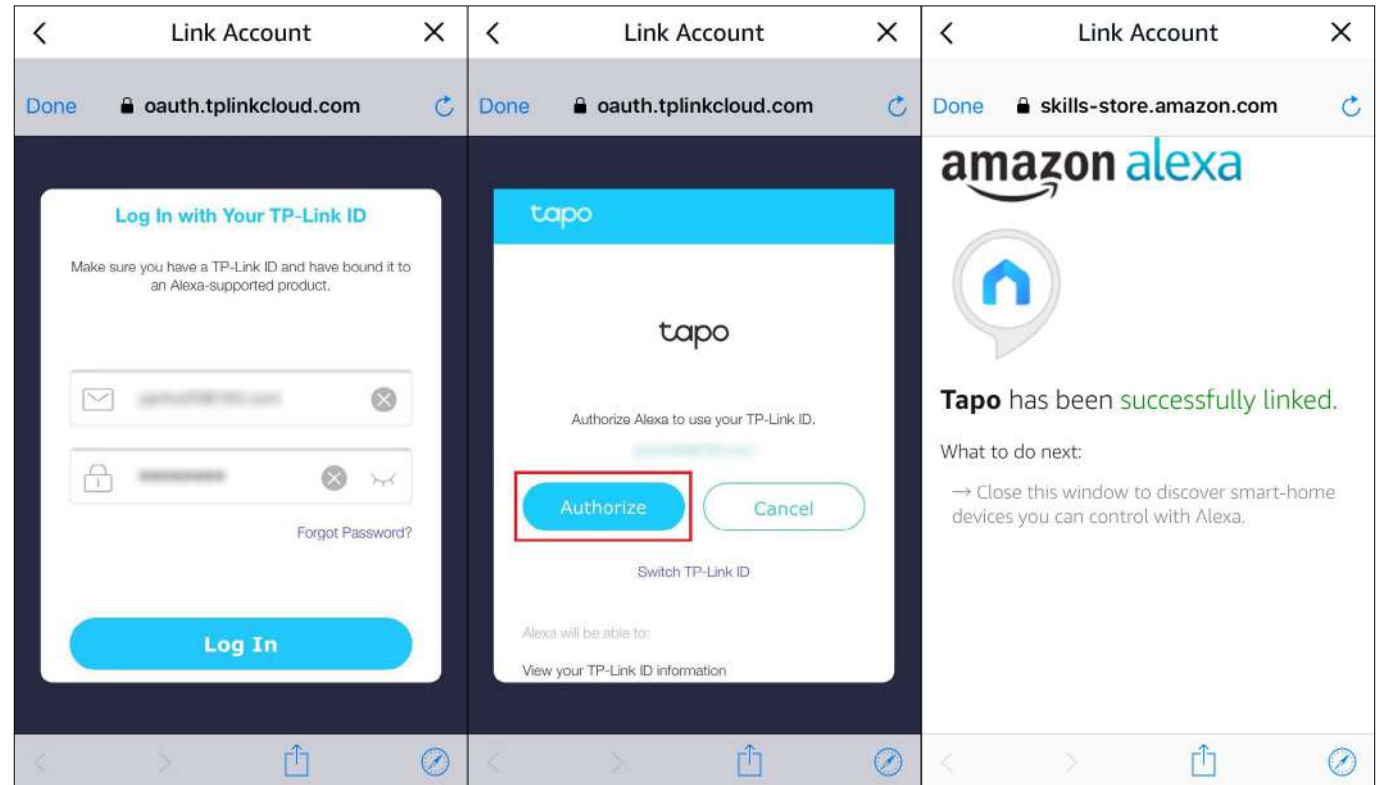 Link Account
Done oauth.tplinkcloud.com
Log In with Your TP-Link ID
Make sure you have a TP-Link ID and have bound it to
an Alexa-supported product.
Forgot Password?
Log In
Link Account
Done oauth.tplinkcloud.com
tapo
tapo
Authorize Alexa to use your TP-Link ID.
Authorize Cancel
Switch TP-Link ID
Alexa will be able to:
View your TP-Link ID information
Link Account
Done skills-store.amazon.com
amazon alexa
Tapo has been successfully linked.
What to do next:
→ Close this window to discover smart-home
devices you can control with Alexa.